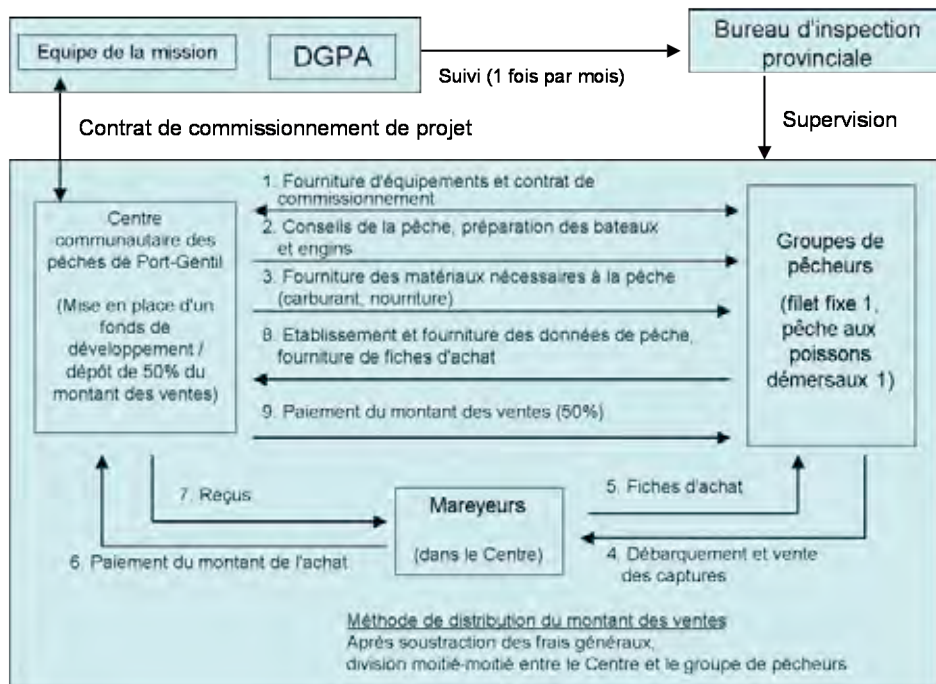 Equipe de la mission
DGPA
Bureau d'inspection
provinciale
Suivi (1 fois par mois)
Contrat de commissionnement de projet
Supervision
1. Fourniture d'équipements et contrat de
commissionnement
2. Conseils de la pêche, préparation des bateaux
et engins
3. Fourniture des matériaux nécessaires à la pêche
(carburant, nourriture)
8. Etablissement et fourniture des données de pêche,
fourniture de fiches d'achat
9. Paiement du montant des ventes (50%)
Centre
communautaire des
pêches de Port-Gentil
(Mise en place d'un
fonds de
développement /
dépôt de 50% du
montant des ventes)
Groupes de
pêcheurs
(filet fixe 1,
pêche aux
poissons
démersaux 1)
7. Reçus
Mareyeurs
(dans le Centre)
5. Fiches d'achat
6. Paiement du montant de l'achat
4. Débarquement et vente
des captures
Méthode de distribution du montant des ventes
Après soustraction des frais généraux,
division moitié-moitié entre le Centre et le groupe de pêcheurs